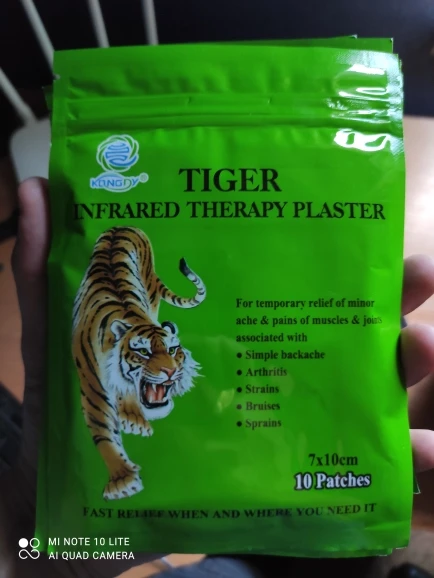 KONGDY®
TIGER
INFRARED THERAPY PLASTER
For temporary relief of minor
ache & pains of muscles & joints
associated with
• Simple backache
• Arthritis
• Strains
• Bruises
• Sprains
7x10cm
10 Patches
FAST RELIEF WHEN AND WHERE YOU NEED IT
MI NOTE 10 LITE
AI QUAD CAMERA